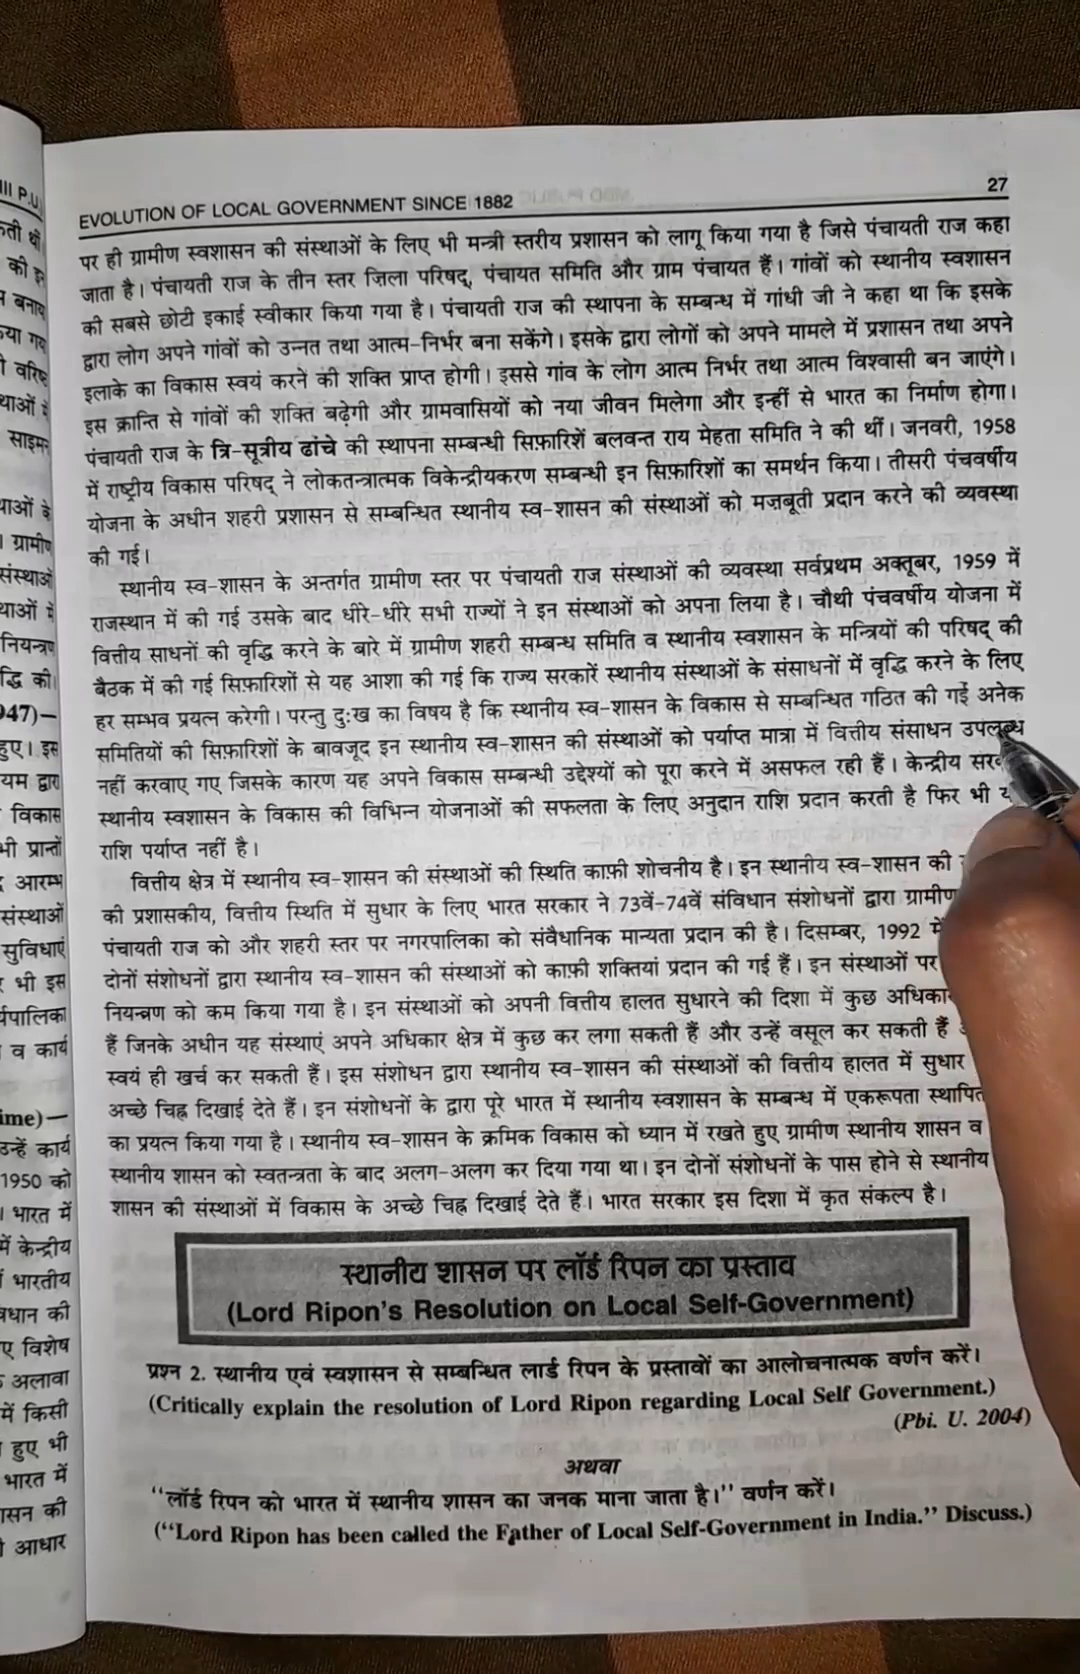 EVOLUTION OF LOCAL GOVERNMENT SINCE 1882
27
पर ही ग्रामीण स्वशासन की संस्थाओं के लिए भी मन्त्री स्तरीय प्रशासन को लागू किया गया है जिसे पंचायती राज कहा
जाता है। पंचायती राज के तीन स्तर ज़िला परिषद्, पंचायत समिति और ग्राम पंचायत हैं। गांवों को स्थानीय स्वशासन
की सबसे छोटी इकाई स्वीकार किया गया है। पंचायती राज की स्थापना के सम्बन्ध में गांधी जी ने कहा था कि इसके
द्वारा लोग अपने गांवों को उन्नत तथा आत्म-निर्भर बना सकेंगे। इसके द्वारा लोगों को अपने मामले में प्रशासन तथा अपने
इलाके का विकास स्वयं करने की शक्ति प्राप्त होगी। इससे गांव के लोग आत्म निर्भर तथा आत्म विश्वासी बन जाएंगे।
इस क्रान्ति से गांवों की शक्ति बढ़ेगी और ग्रामवासियों को नया जीवन मिलेगा और इन्हीं से भारत का निर्माण होगा।
पंचायती राज के त्रि-सूत्रीय ढांचे की स्थापना सम्बन्धी सिफ़ारिशें बलवन्त राय मेहता समिति ने की थीं। जनवरी, 1958
में राष्ट्रीय विकास परिषद् ने लोकतन्त्रात्मक विकेन्द्रीयकरण सम्बन्धी इन सिफ़ारिशों का समर्थन किया। तीसरी पंचवर्षीय
योजना के अधीन शहरी प्रशासन से सम्बन्धित स्थानीय स्व-शासन की संस्थाओं को मज़बूती प्रदान करने की व्यवस्था
की गई।
स्थानीय स्व-शासन के अन्तर्गत ग्रामीण स्तर पर पंचायती राज संस्थाओं की व्यवस्था सर्वप्रथम अक्तूबर, 1959 में
राजस्थान में की गई उसके बाद धीरे-धीरे सभी राज्यों ने इन संस्थाओं को अपना लिया है। चौथी पंचवर्षीय योजना में
वित्तीय साधनों की वृद्धि करने के बारे में ग्रामीण शहरी सम्बन्ध समिति व स्थानीय स्वशासन के मन्त्रियों की परिषद् की
बैठक में की गई सिफ़ारिशों से यह आशा की गई कि राज्य सरकारें स्थानीय संस्थाओं के संसाधनों में वृद्धि करने के लिए
हर सम्भव प्रयत्न करेगी। परन्तु दुःख का विषय है कि स्थानीय स्व-शासन के विकास से सम्बन्धित गठित की गई अनेक
समितियों की सिफ़ारिशों के बावजूद इन स्थानीय स्व-शासन की संस्थाओं को पर्याप्त मात्रा में वित्तीय संसाधन उपलब्ध
नहीं करवाए गए जिसके कारण यह अपने विकास सम्बन्धी उद्देश्यों को पूरा करने में असफल रही हैं। केन्द्रीय
स्थानीय स्वशासन के विकास की विभिन्न योजनाओं की सफलता के लिए अनुदान राशि प्रदान करती है फिर भी
राशि पर्याप्त नहीं है।
वित्तीय क्षेत्र में स्थानीय स्व-शासन की संस्थाओं की स्थिति काफ़ी शोचनीय है। इन स्थानीय स्व-शासन की
की प्रशासकीय, वित्तीय स्थिति में सुधार के लिए भारत सरकार ने 73वें-74वें संविधान संशोधनों द्वारा ग्रामीण
पंचायती राज को और शहरी स्तर पर नगरपालिका को संवैधानिक मान्यता प्रदान की है। दिसम्बर, 1992 में
दोनों संशोधनों द्वारा स्थानीय स्व-शासन की संस्थाओं को काफ़ी शक्तियां प्रदान की गई हैं। इन संस्थाओं पर
नियन्त्रण को कम किया गया है। इन संस्थाओं को अपनी वित्तीय हालत सुधारने की दिशा में कुछ
हैं जिनके अधीन यह संस्थाएं अपने अधिकार क्षेत्र में कुछ कर लगा सकती हैं और उन्हें वसूल कर सकती हैं
स्वयं ही खर्च कर सकती हैं। इस संशोधन द्वारा स्थानीय स्व-शासन की संस्थाओं की वित्तीय हालत में सुधार
अच्छे चिह्न दिखाई देते हैं। इन संशोधनों के द्वारा पूरे भारत में स्थानीय स्वशासन के सम्बन्ध में एकरूपता स्थापित
का प्रयत्न किया गया है। स्थानीय स्व-शासन के क्रमिक विकास को ध्यान में रखते हुए ग्रामीण स्थानीय शासन व
स्थानीय शासन को स्वतन्त्रता के बाद अलग-अलग कर दिया गया था। इन दोनों संशोधनों के पास होने से स्थानीय
शासन की संस्थाओं में विकास के अच्छे चिह्न दिखाई देते हैं। भारत सरकार इस दिशा में कृत संकल्प है।
स्थानीय शासन पर लॉर्ड रिपन का प्रस्ताव
(Lord Ripon's Resolution on Local Self-Government)
प्रश्न 2. स्थानीय एवं स्वशासन से सम्बन्धित लार्ड रिपन के प्रस्तावों का आलोचनात्मक वर्णन करें।
(Critically explain the resolution of Lord Ripon regarding Local Self Government.)
(Pbi. U. 2004)
अथवा
"लॉर्ड रिपन को भारत में स्थानीय शासन का जनक माना जाता है।" वर्णन करें।
("Lord Ripon has been called the Father of Local Self-Government in India." Discuss.)